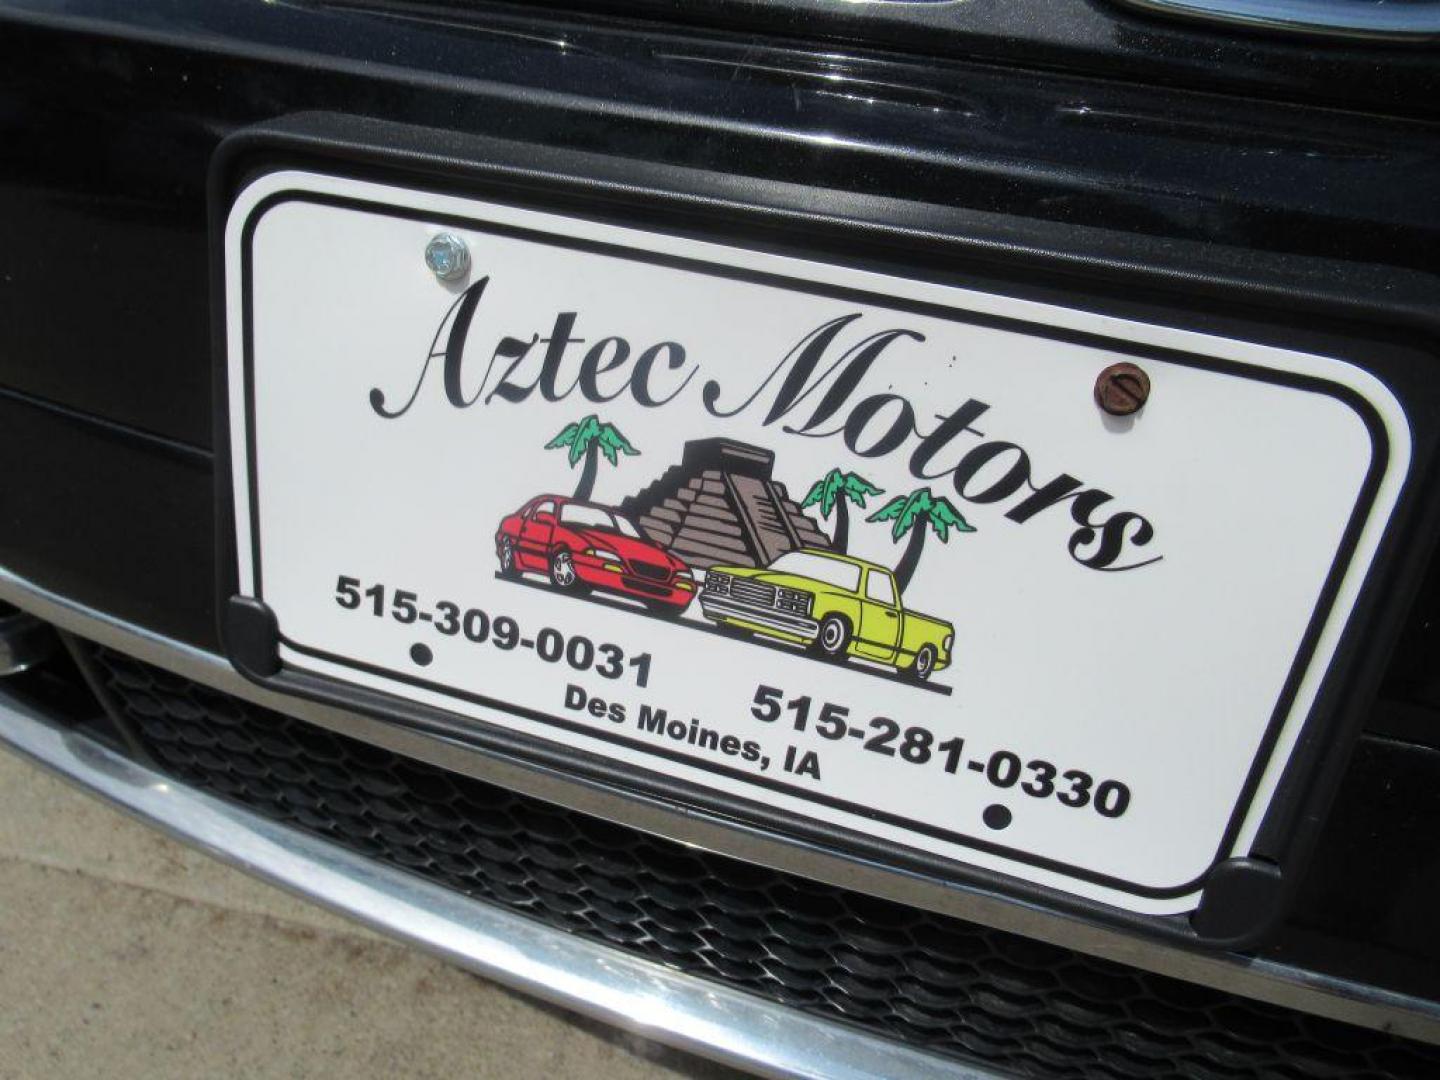 Aztec Motors
515-309-0031
515-281-0330
Des Moines, IA